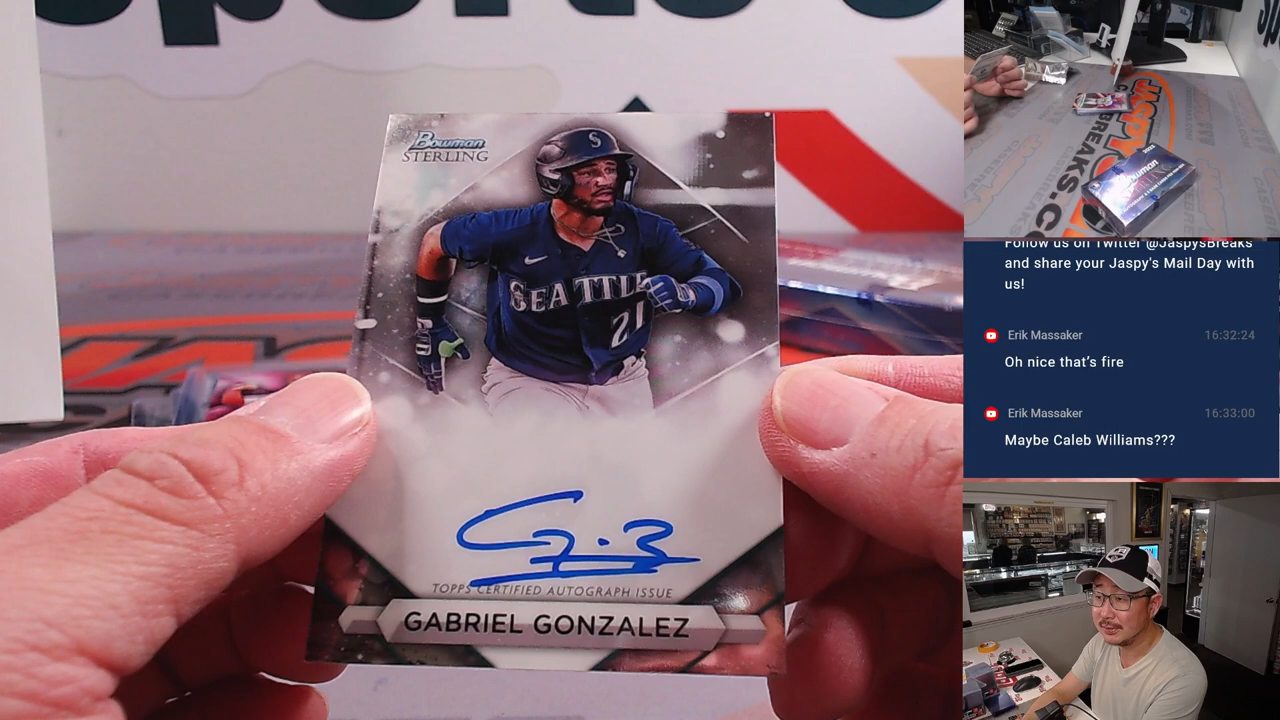 Bowman
STERLING
S
SEATTLE
21
TOPPS CERTIFIED AUTOGRAPH ISSUE
GABRIEL GONZALEZ
Follow us on Twitter @JaspysBreaks
and share your Jaspy's Mail Day with
us!
Erik Massaker 16:32:24
Oh nice that's fire
Erik Massaker 16:33:00
Maybe Caleb Williams???